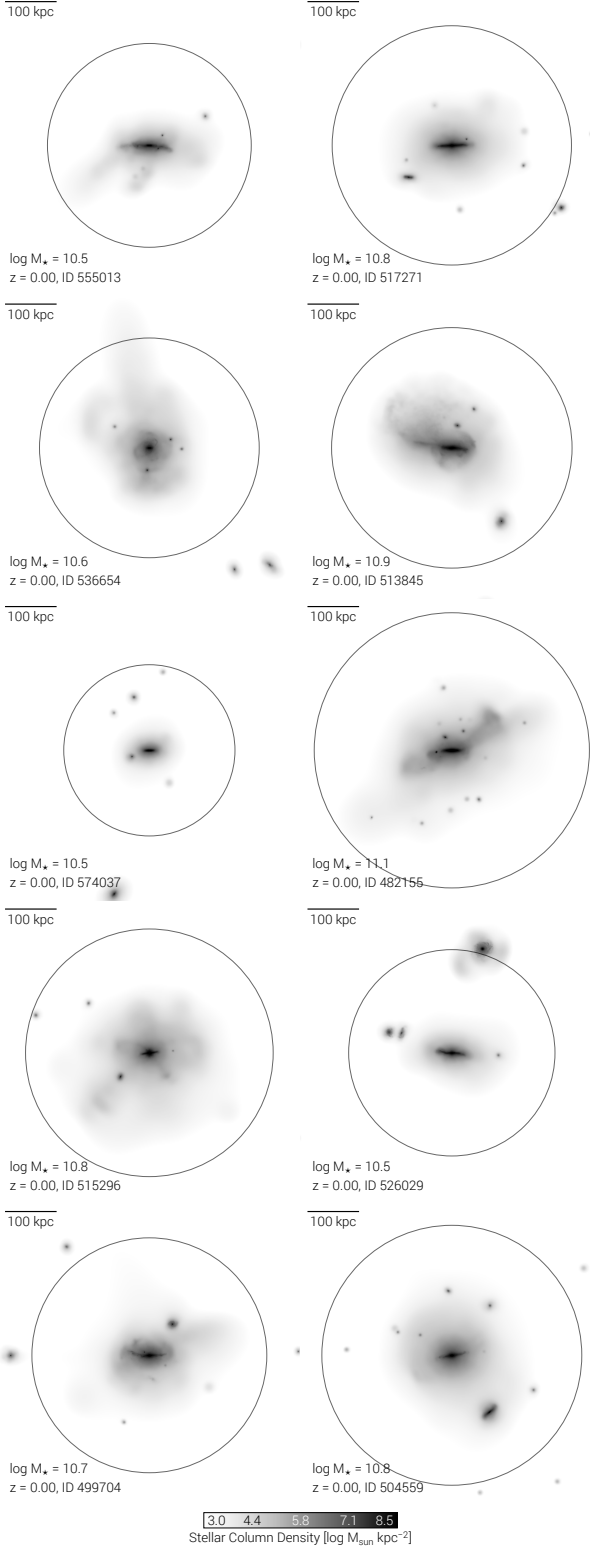 100 kpc
100 kpc
log M★ = 10.5
z = 0.00, ID 555013
log M★ = 10.8
z = 0.00, ID 517271
100 kpc
100 kpc
log M★ = 10.6
z = 0.00, ID 536654
log M★ = 10.9
z = 0.00, ID 513845
100 kpc
100 kpc
log M★ = 10.5
z = 0.00, ID 574037
log M★ = 11.1
z = 0.00, ID 482155
100 kpc
100 kpc
log M★ = 10.8
z = 0.00, ID 515296
log M★ = 10.5
z = 0.00, ID 526029
100 kpc
100 kpc
log M★ = 10.7
z = 0.00, ID 499704
log M★ = 10.8
z = 0.00, ID 504559
3.0 4.4 5.8 7.1 8.5
Stellar Column Density [log Msun kpc⁻²]